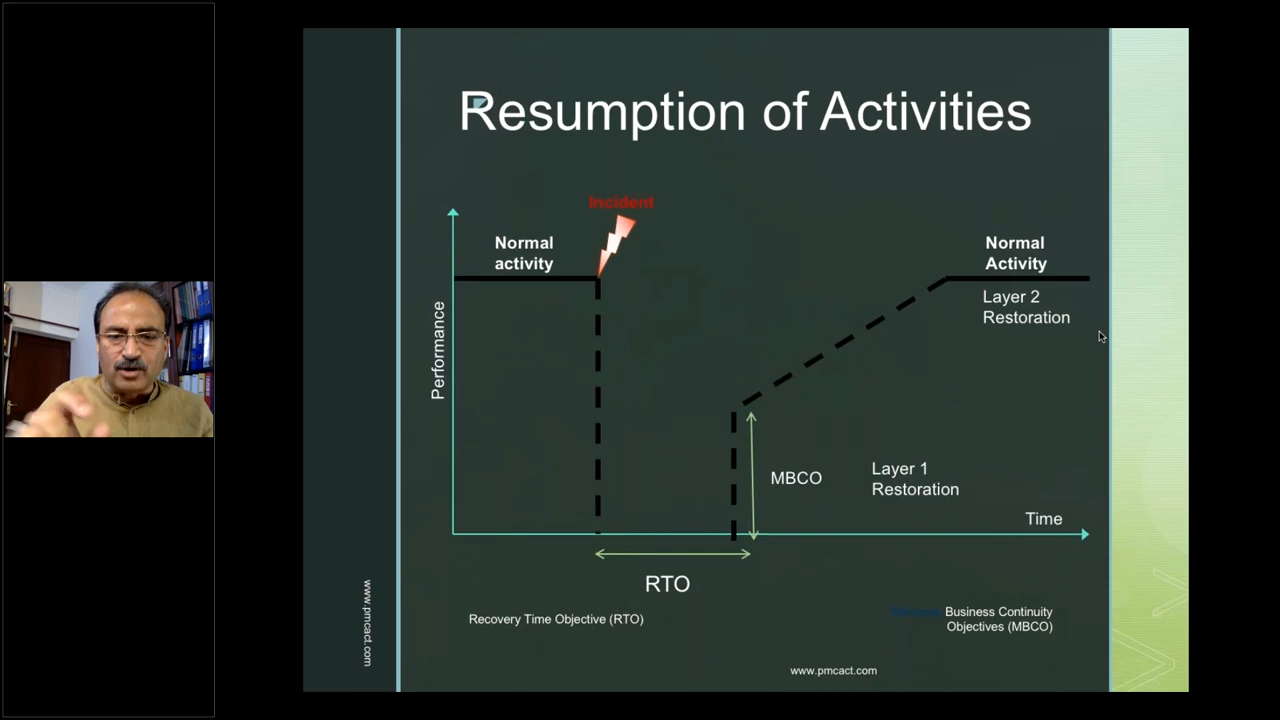 Resumption of Activities
Incident
Normal
activity
Normal
Activity
Layer 2
Restoration
Performance
MBCO
Layer 1
Restoration
Time
RTO
Recovery Time Objective (RTO)
Business Continuity
Objectives (MBCO)
www.pmcact.com
www.pmcact.com